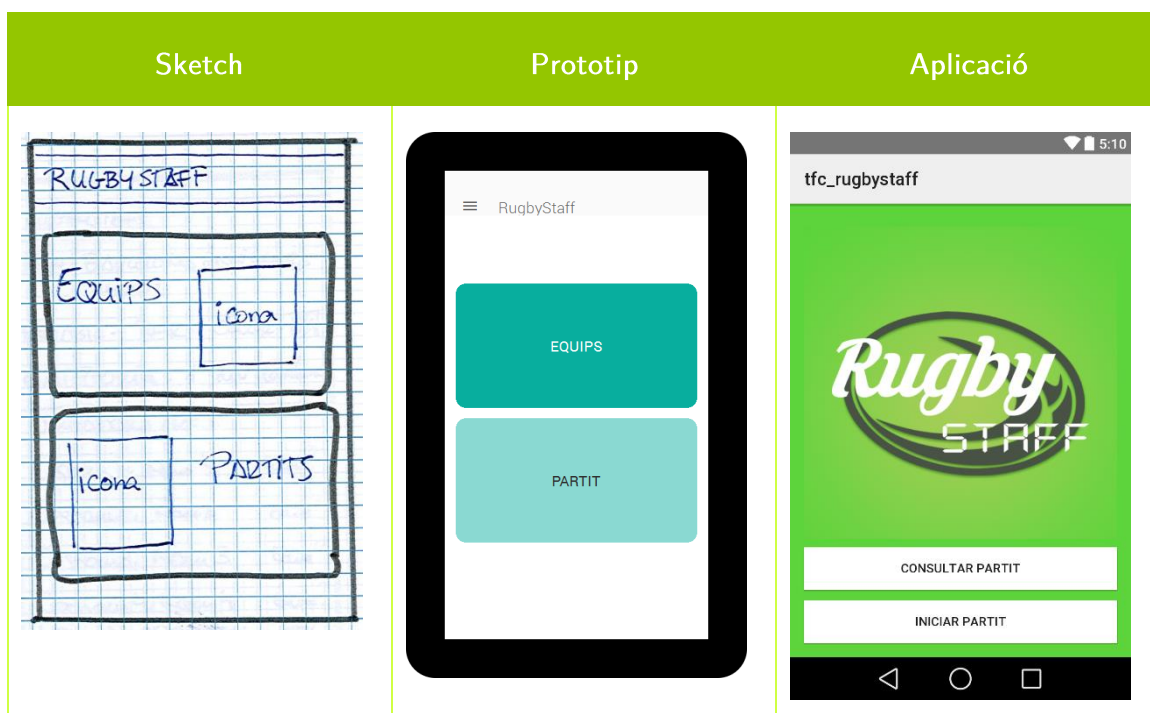 Sketch
Prototip
Aplicació
RUGBYSTAFF
EQUIPS
icona
icona
PARTITS
RugbyStaff
EQUIPS
PARTIT
5:10
tfc_rugbystaff
Rugby
STAFF
CONSULTAR PARTIT
INICIAR PARTIT